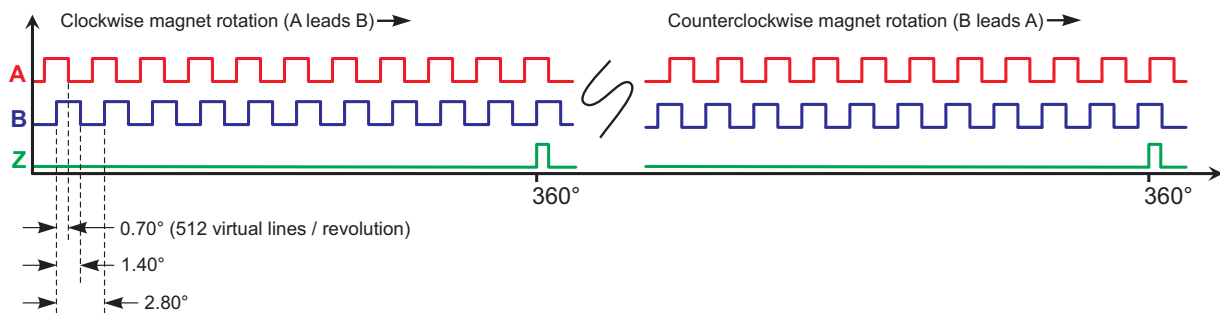 Clockwise magnet rotation (A leads B)
Counterclockwise magnet rotation (B leads A)
A
B
Z
360°
360°
0.70° (512 virtual lines / revolution)
1.40°
2.80°